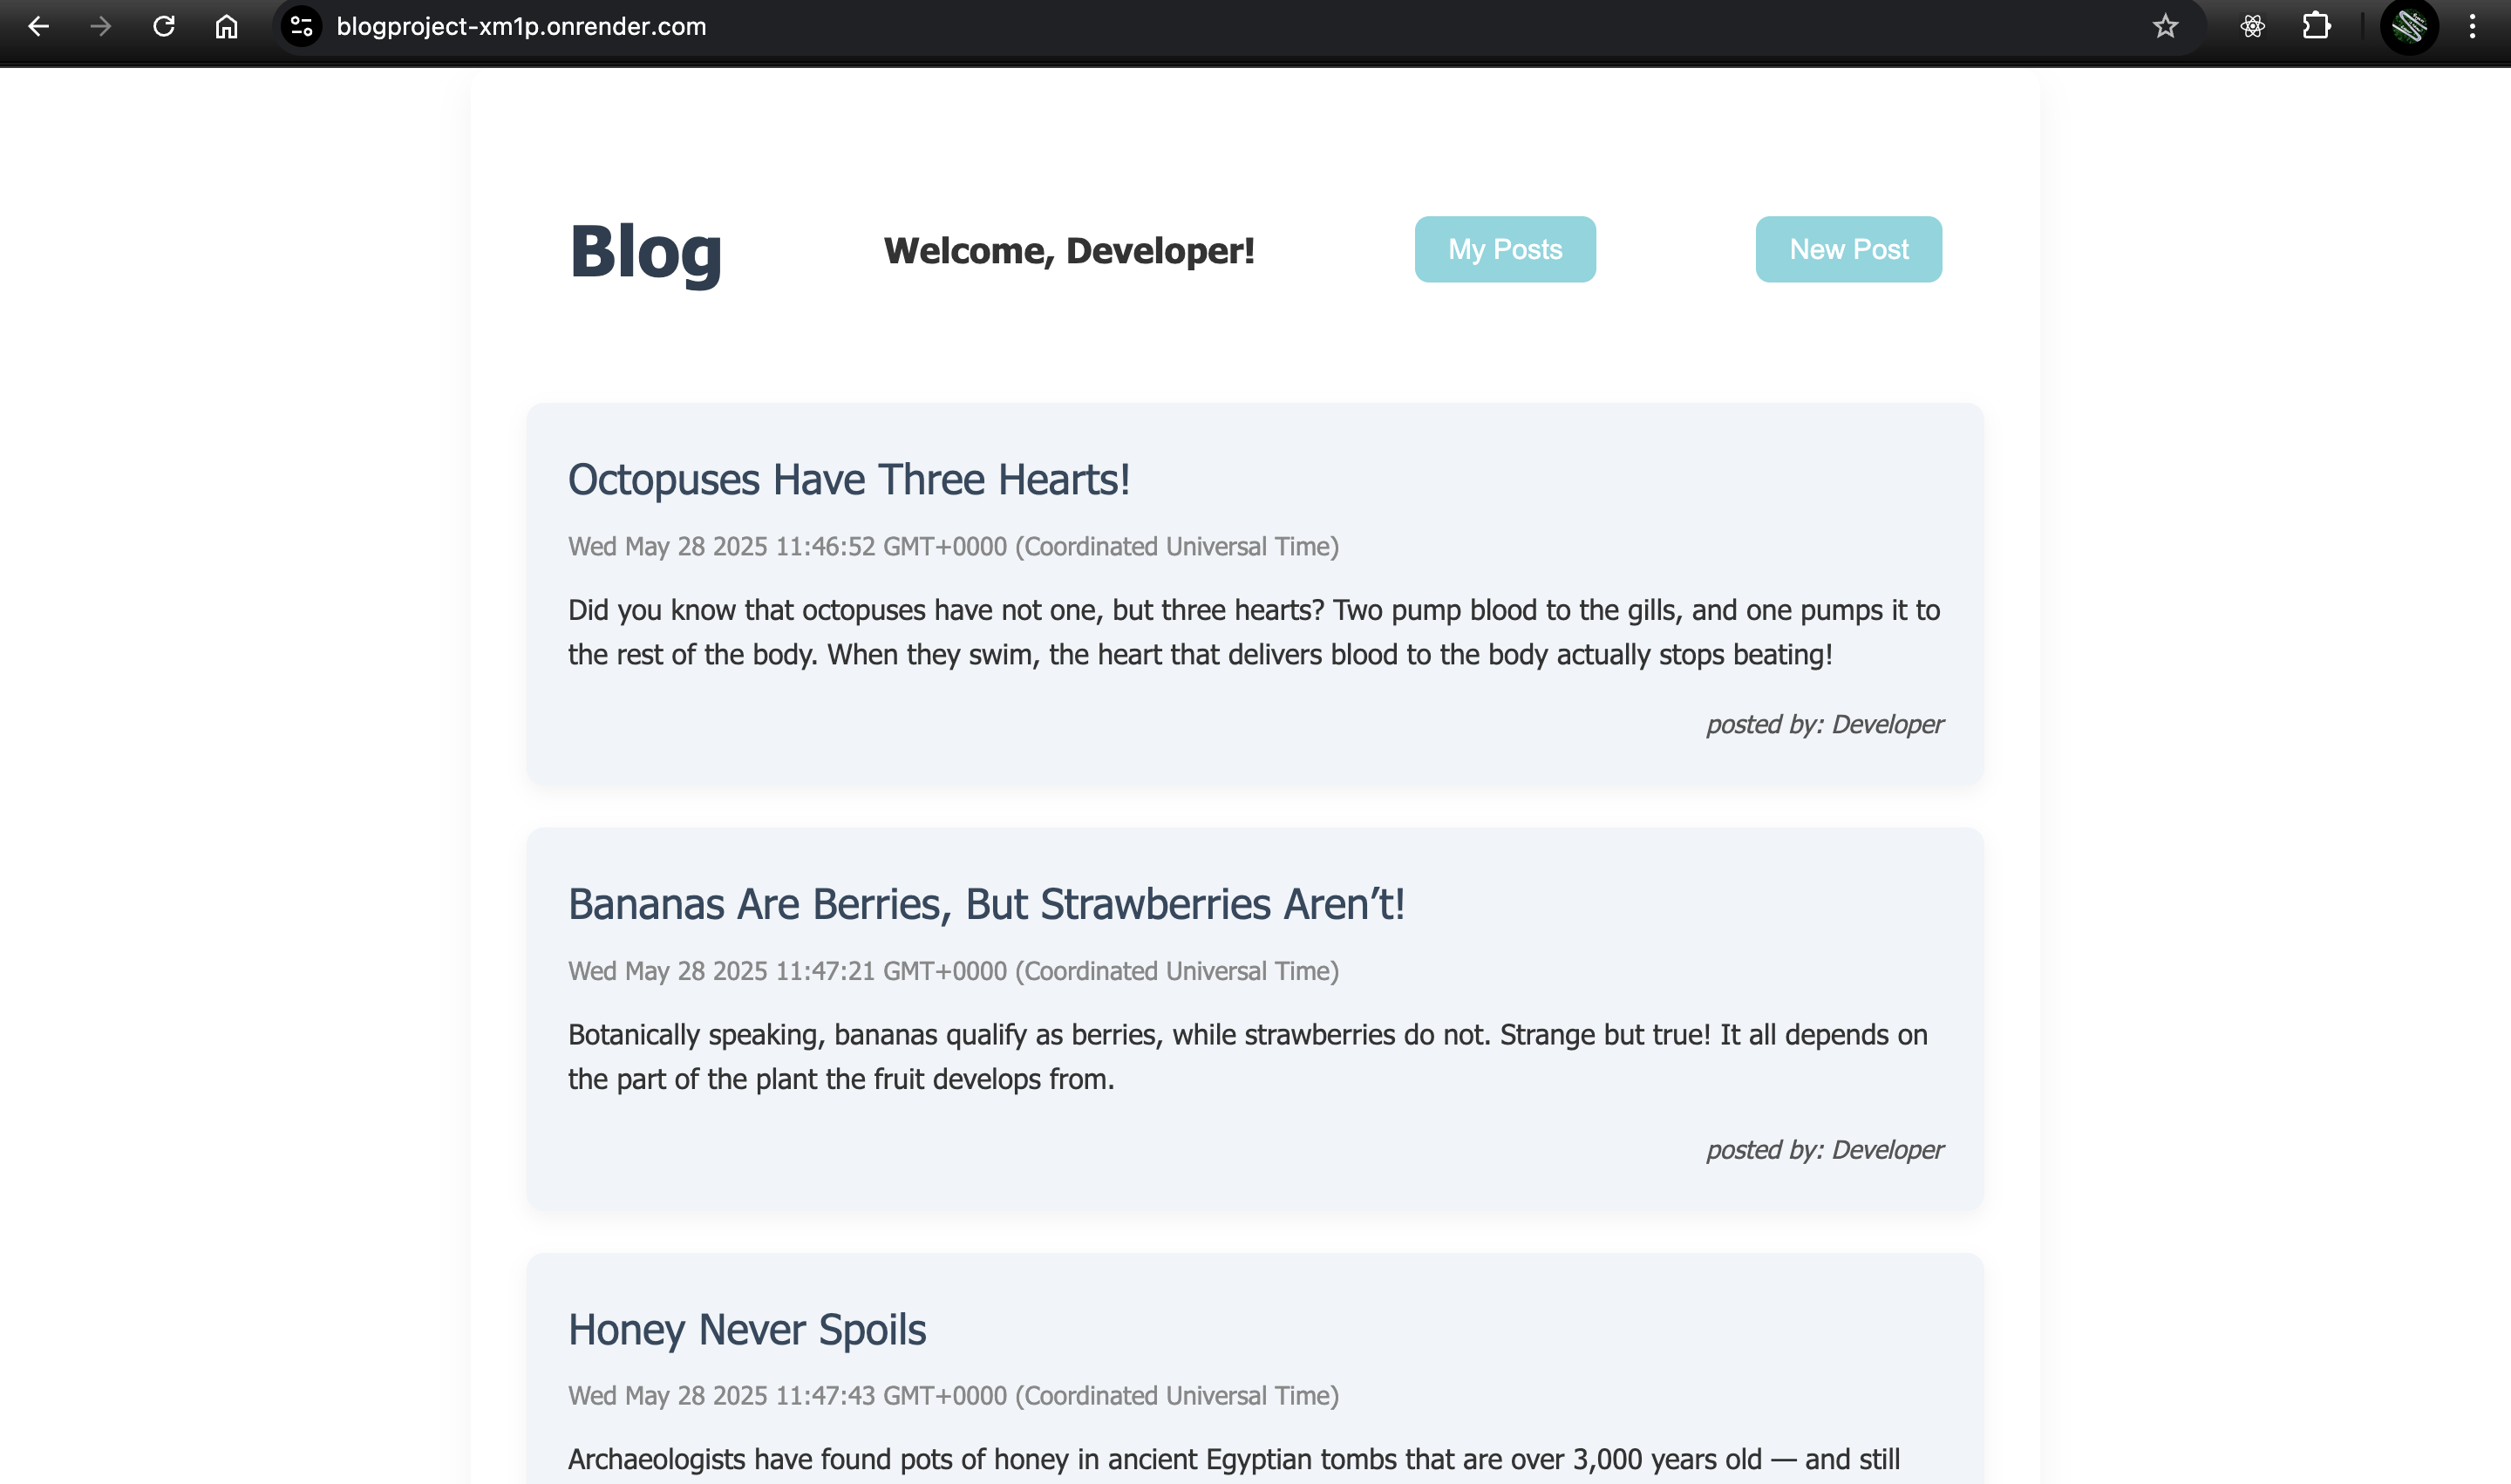 blogproject-xm1p.onrender.com
Blog
Welcome, Developer!
My Posts
New Post
Octopuses Have Three Hearts!
Wed May 28 2025 11:46:52 GMT+0000 (Coordinated Universal Time)
Did you know that octopuses have not one, but three hearts? Two pump blood to the gills, and one pumps it to
the rest of the body. When they swim, the heart that delivers blood to the body actually stops beating!
posted by: Developer
Bananas Are Berries, But Strawberries Aren’t!
Wed May 28 2025 11:47:21 GMT+0000 (Coordinated Universal Time)
Botanically speaking, bananas qualify as berries, while strawberries do not. Strange but true! It all depends on
the part of the plant the fruit develops from.
posted by: Developer
Honey Never Spoils
Wed May 28 2025 11:47:43 GMT+0000 (Coordinated Universal Time)
Archaeologists have found pots of honey in ancient Egyptian tombs that are over 3,000 years old — and still